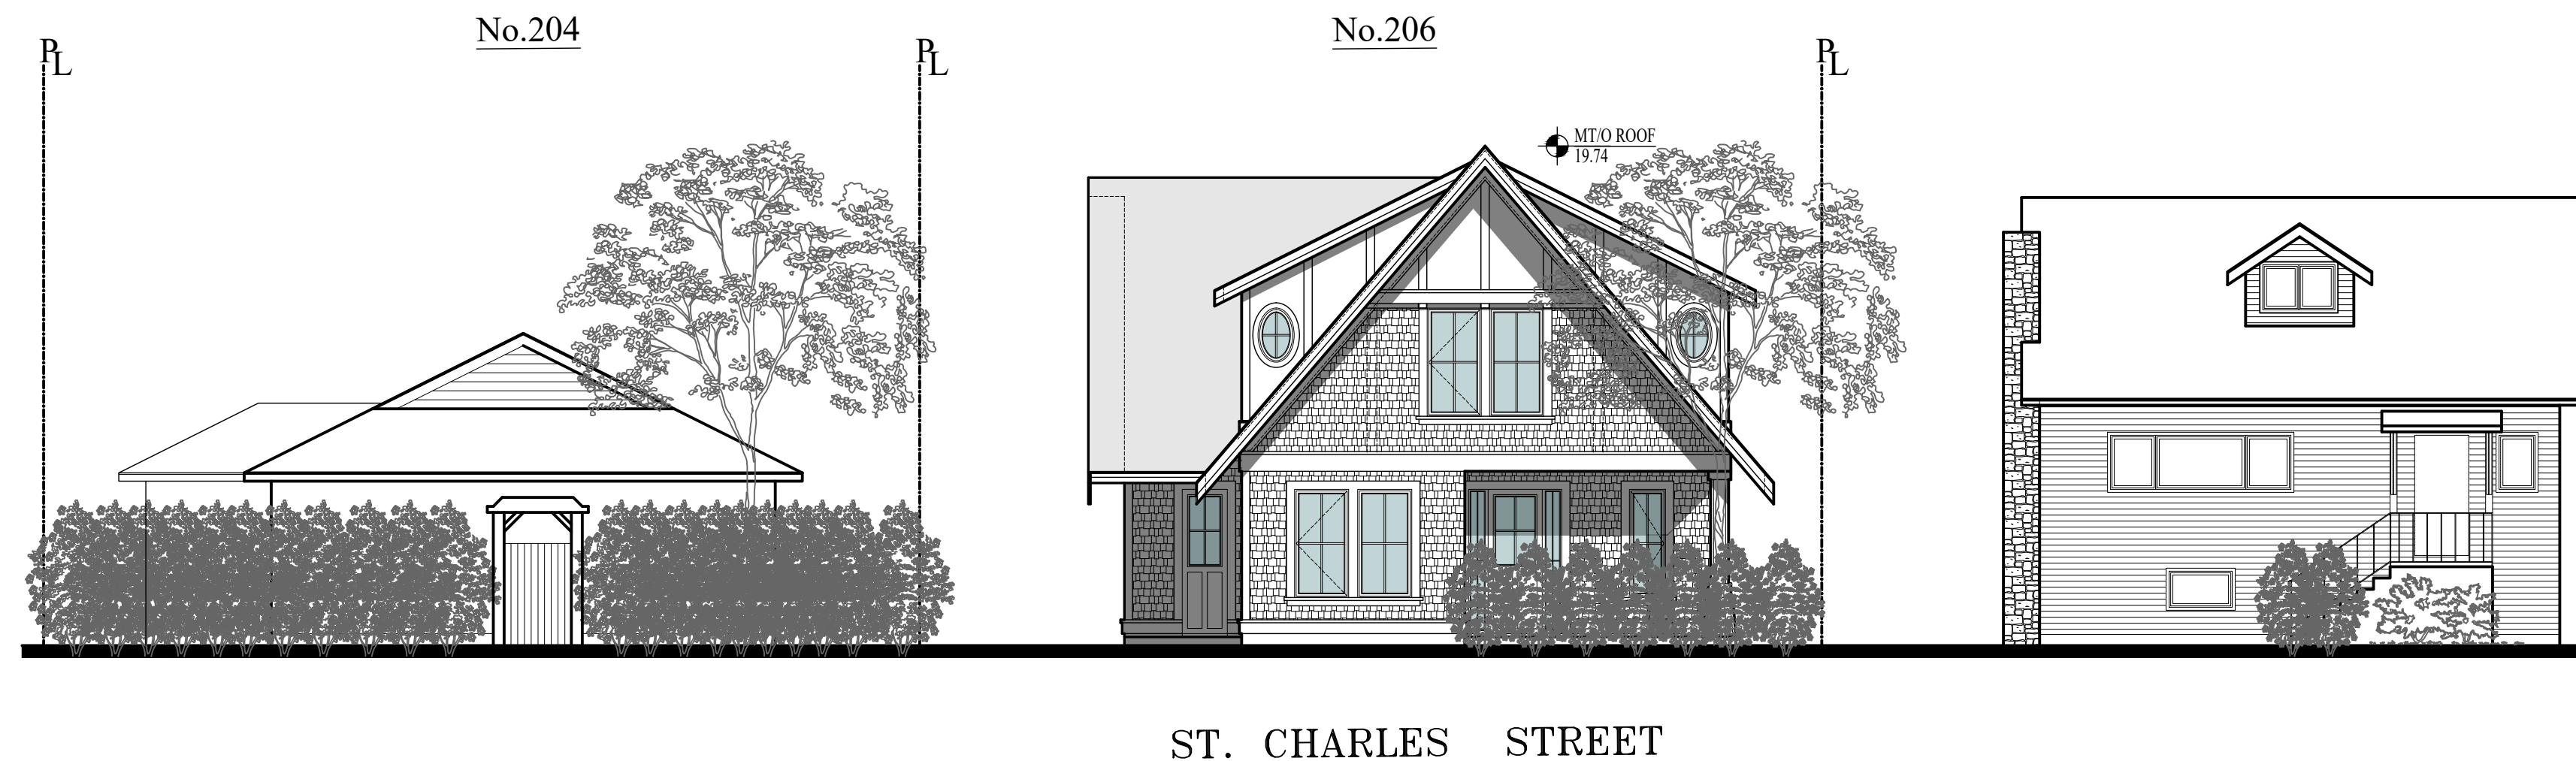 No.204
No.206
PL
PL
PL
MT/O ROOF
19.74
ST. CHARLES STREET